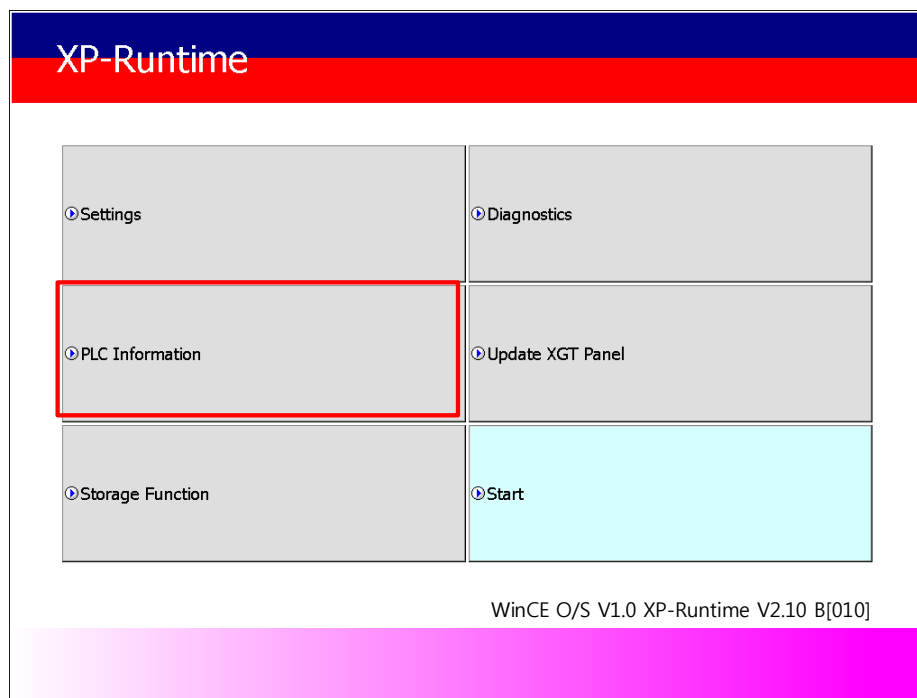 XP-Runtime
Settings
Diagnostics
PLC Information
Update XGT Panel
Storage Function
Start
WinCE O/S V1.0 XP-Runtime V2.10 B[010]